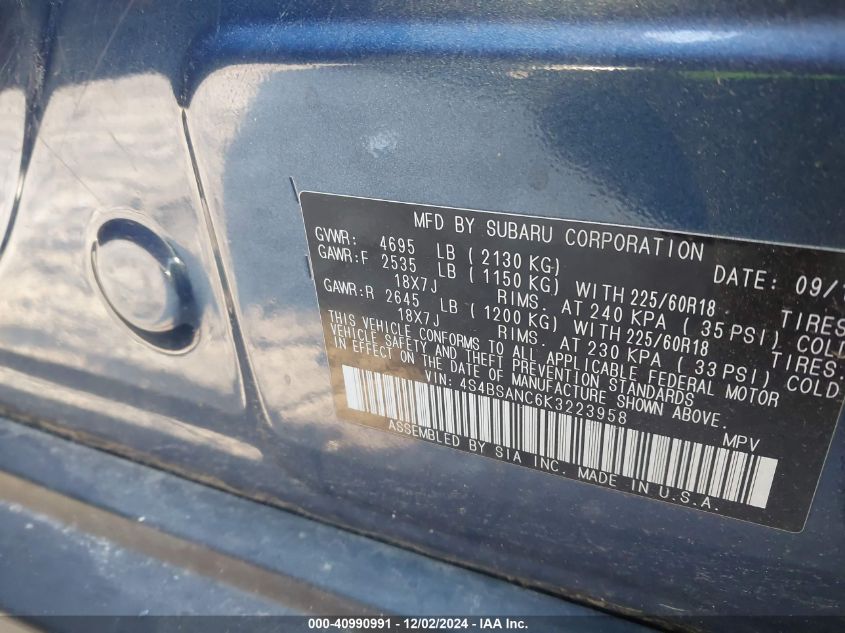 MFD BY SUBARU CORPORATION DATE: 09/
GVWR: 4695 LB ( 2130 KG)
GAWR:F 2535 LB ( 1150 KG) WITH 225/60R18 TIRES
18X7J RIMS. AT 240 KPA ( 35 PSI) COLD
GAWR:R 2645 LB ( 1200 KG) WITH 225/60R18 TIRES:
18X7J RIMS. AT 230 KPA ( 33 PSI) COLD
THIS VEHICLE CONFORMS TO ALL APPLICABLE FEDERAL MOTOR
VEHICLE SAFETY AND THEFT PREVENTION STANDARDS
IN EFFECT ON THE DATE OF MANUFACTURE SHOWN ABOVE.
VIN: 4S4BSANC6K3223958 MPV
ASSEMBLED BY SIA INC. MADE IN U.S.A.
000-40990991 - 12/02/2024 - IAA Inc.